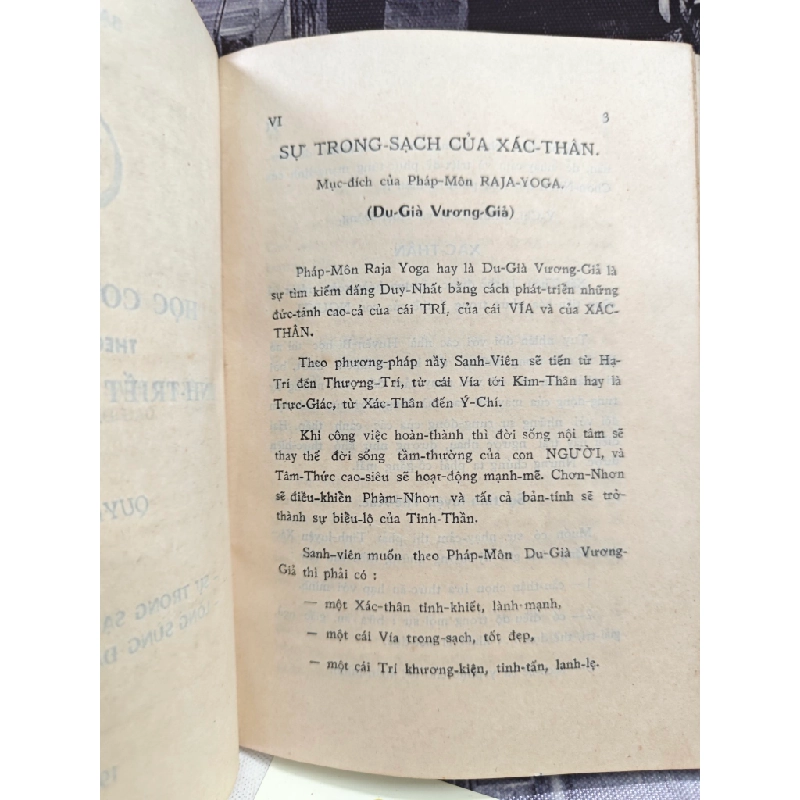 VI 3
SỰ TRONG-SẠCH CỦA XÁC-THÂN.
Mục-đích của Pháp-Môn RAJA-YOGA.
(Du-Già Vương-Giả)
Pháp-Môn Raja Yoga hay là Du-Già Vương-Giả là
sự tìm kiếm đấng Duy-Nhất bằng cách phát-triển những
đức-tánh cao-cả của cái TRÍ, của cái VÍA và của XÁC-
THÂN.
Theo phương-pháp nầy Sanh-Viên sẽ tiến từ Hạ-
Trí đến Thượng-Trí, từ cái Vía tới Kim-Thân hay là
Trực-Giác, từ Xác-Thân đến Ý-Chí.
Khi công việc hoàn-thành thì đời sống nội tâm sẽ
thay thế đời sống tầm-thường của con NGƯỜI, và
Tâm-Thức cao-siêu sẽ hoạt-động mạnh-mẽ. Chơn-Nhơn
sẽ điều-khiển Phàm-Nhơn và tất cả bản-tính sẽ trở-
thành sự biểu-lộ của Tinh-Thần.
Sanh-viên muốn theo Pháp-Môn Du-Già Vương-
Giả thì phải có :
— một Xác-thân tinh-khiết, lành-mạnh,
— một cái Vía trong-sạch, tốt đẹp,
— một cái Trí khương-kiện, tinh-tấn, lanh-lẹ.